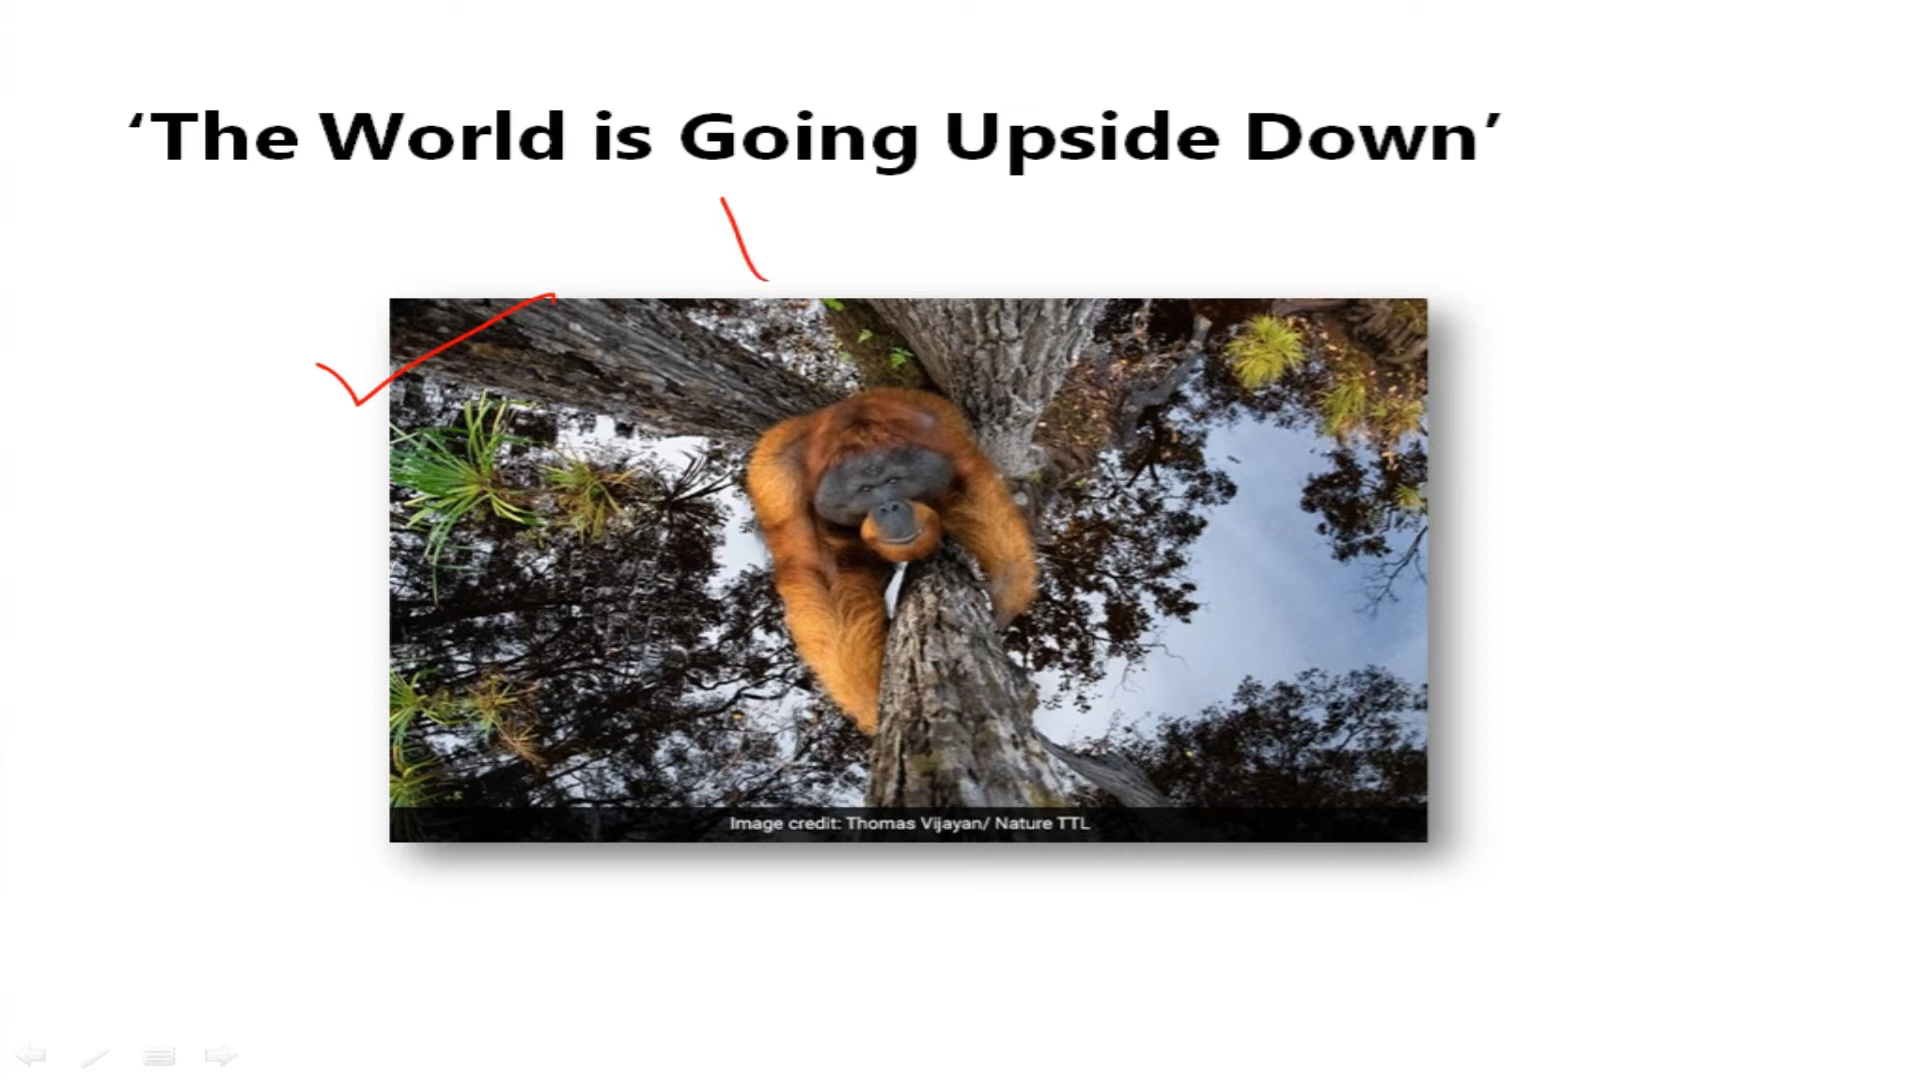 ‘The World is Going Upside Down’
Image credit: Thomas Vijayan/ Nature TTL